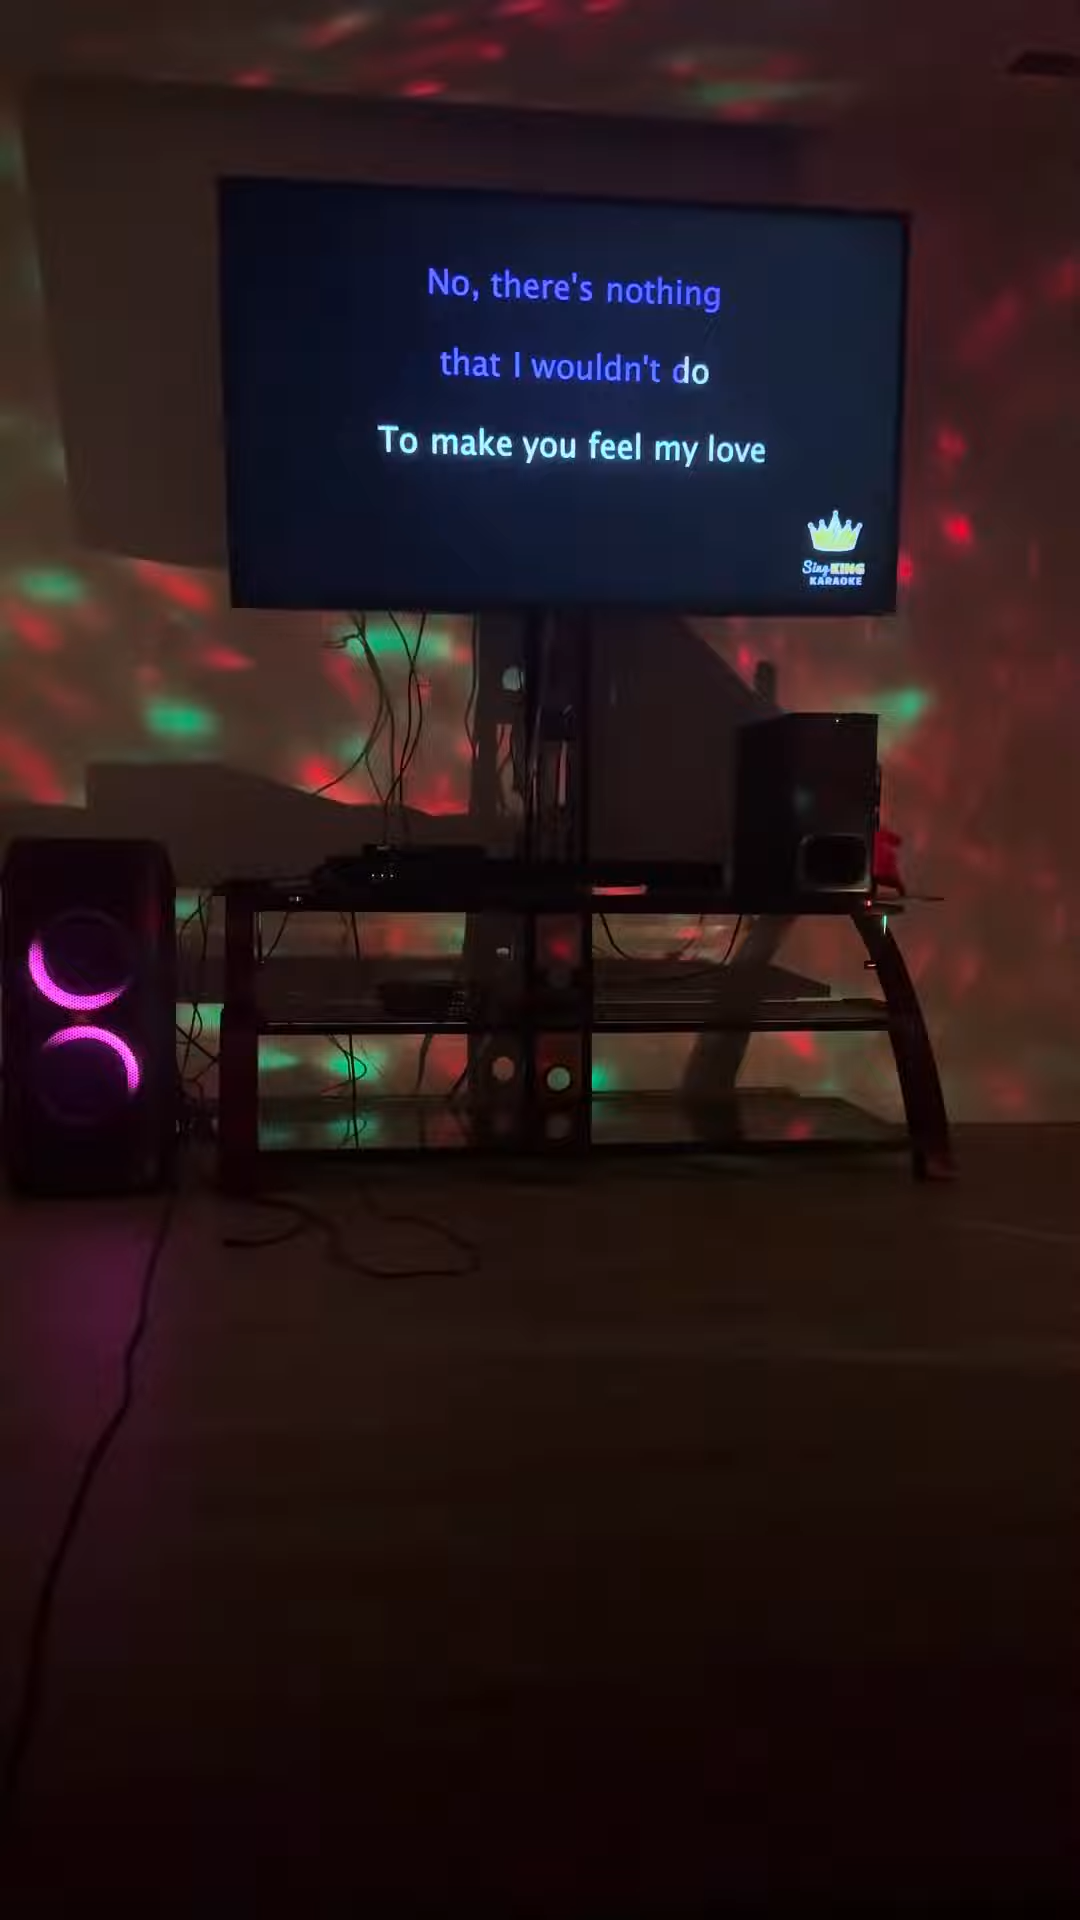 No, there's nothing
that I wouldn't do
To make you feel my love
Sing KING
KARAOKE